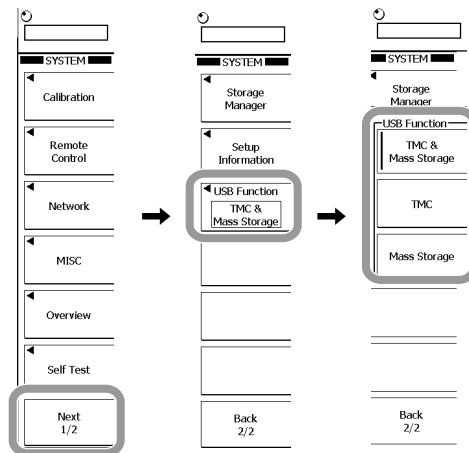 SYSTEM
Calibration
Remote
Control
Network
MISC
Overview
Self Test
Next
1/2
SYSTEM
Storage
Manager
Setup
Information
USB Function
TMC &
Mass Storage
Back
2/2
SYSTEM
Storage
Manager
USB Function
TMC &
Mass Storage
TMC
Mass Storage
Back
2/2